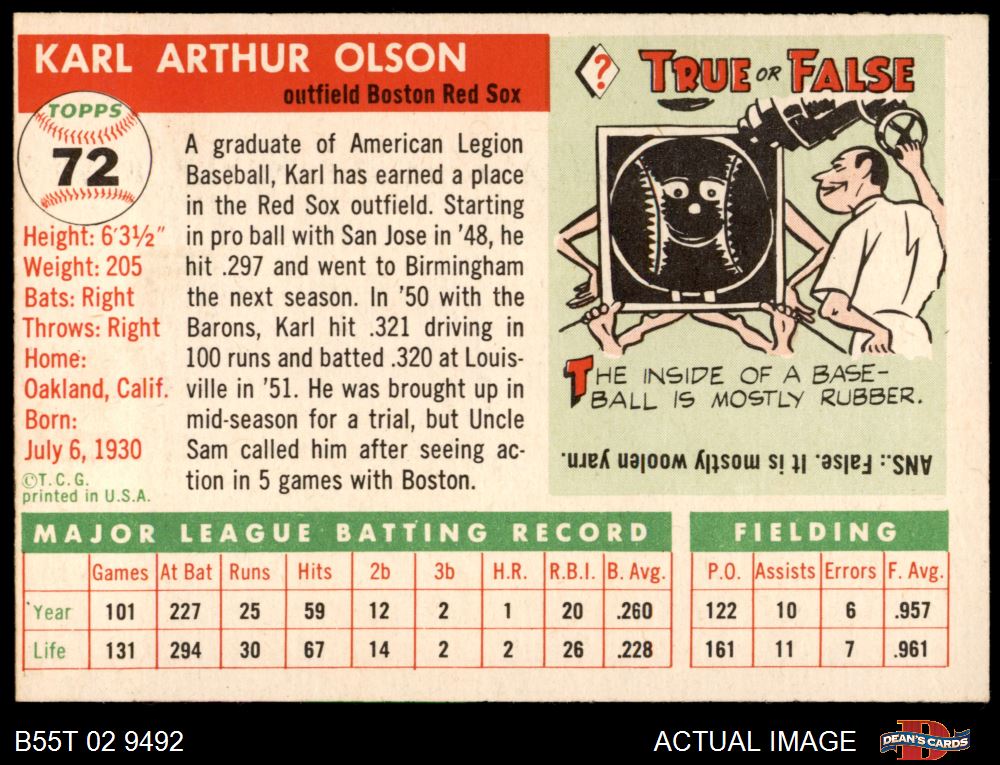 KARL ARTHUR OLSON
outfield Boston Red Sox
TOPPS
72
Height: 6'3½"
Weight: 205
Bats: Right
Throws: Right
Home:
Oakland, Calif.
Born:
July 6, 1930
©T.C.G.
printed in U.S.A.
A graduate of American Legion
Baseball, Karl has earned a place
in the Red Sox outfield. Starting
in pro ball with San Jose in '48, he
hit .297 and went to Birmingham
the next season. In '50 with the
Barons, Karl hit .321 driving in
100 runs and batted .320 at Louis-
ville in '51. He was brought up in
mid-season for a trial, but Uncle
Sam called him after seeing ac-
tion in 5 games with Boston.
? TRUE OR FALSE
THE INSIDE OF A BASE-
BALL IS MOSTLY RUBBER.
ANS.: False. It is mostly woolen yarn.
MAJOR LEAGUE BATTING RECORD
Games At Bat Runs Hits 2b 3b H.R. R.B.I. B. Avg.
Year 101 227 25 59 12 2 1 20 .260
Life 131 294 30 67 14 2 2 26 .228
FIELDING
P.O. Assists Errors F. Avg.
122 10 6 .957
161 11 7 .961
B55T 02 9492
ACTUAL IMAGE
DEAN'S CARDS